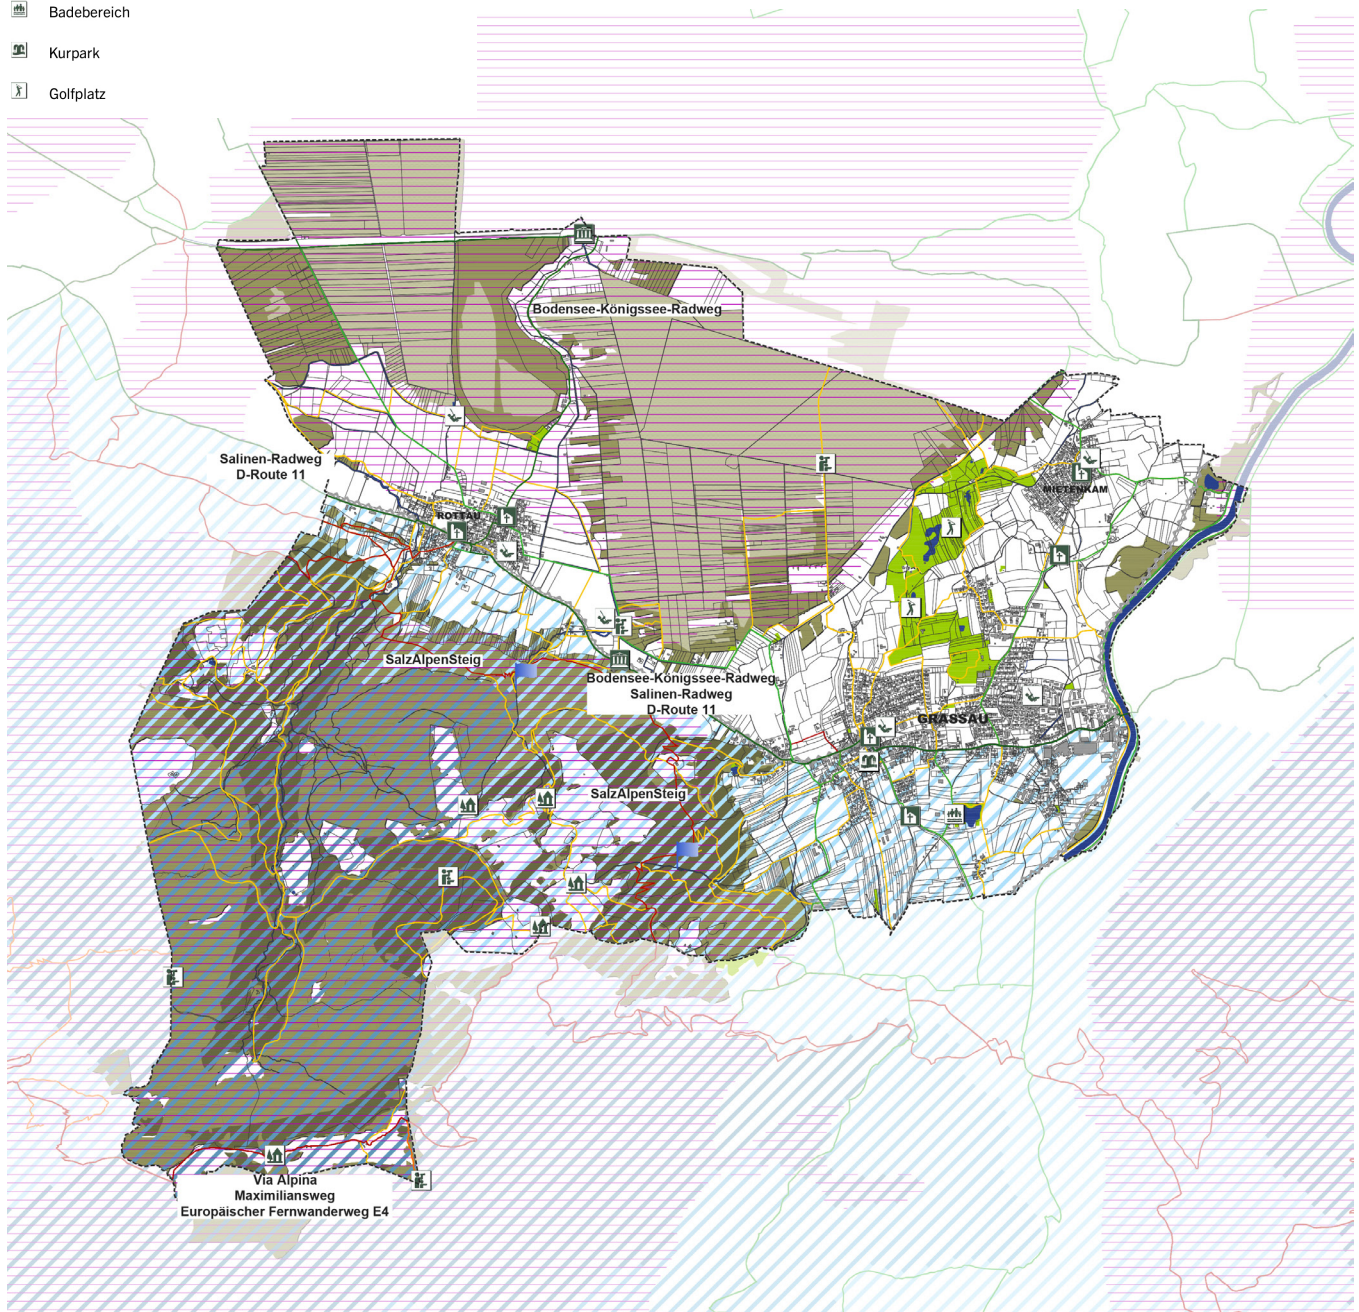 Badebereich
Kurpark
Golfplatz
Bodensee-Königssee-Radweg
Salinen-Radweg
D-Route 11
MIETENKAM
ROTTAU
SalzAlpenSteig
Bodensee-Königssee-Radweg
Salinen-Radweg
D-Route 11
GRASSAU
SalzAlpenSteig
Via Alpina
Maximiliansweg
Europäischer Fernwanderweg E4